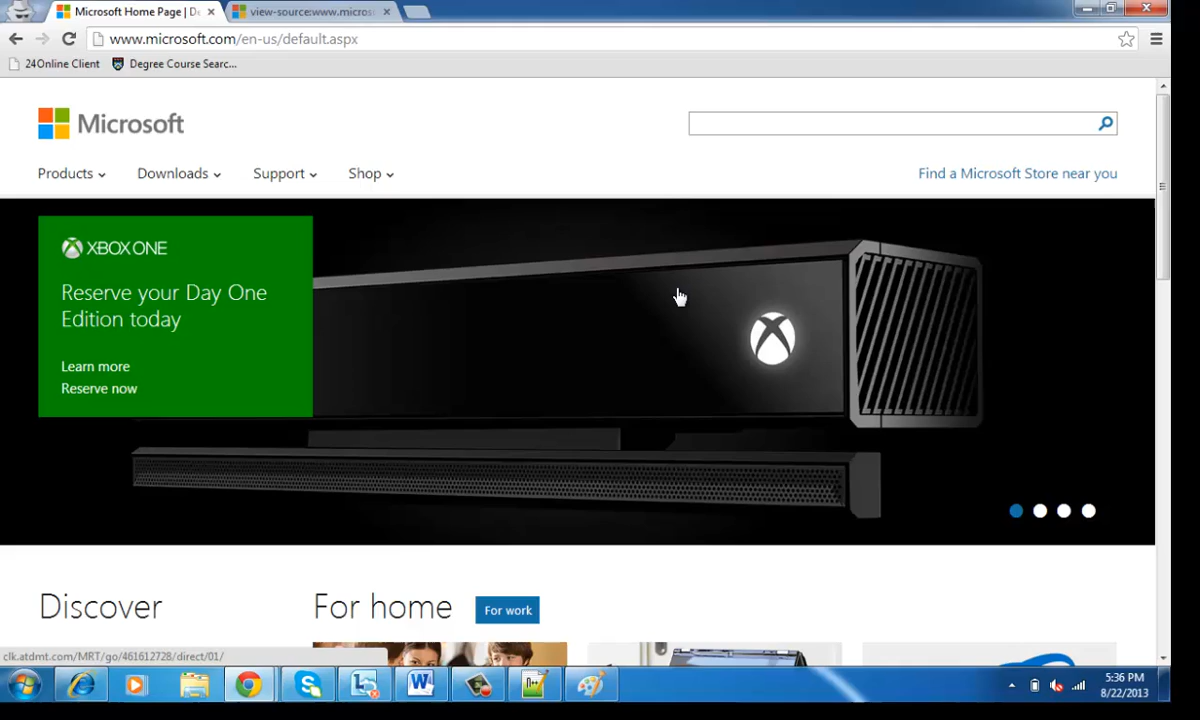 Microsoft Home Page | De
view-source:www.micros
www.microsoft.com/en-us/default.aspx
24Online Client
Degree Course Searc...
Microsoft
Products
Downloads
Support
Shop
Find a Microsoft Store near you
XBOX ONE
Reserve your Day One
Edition today
Learn more
Reserve now
Discover
For home
For work
clk.atdmt.com/MRT/go/461612728/direct/01/
5:36 PM
8/22/2013